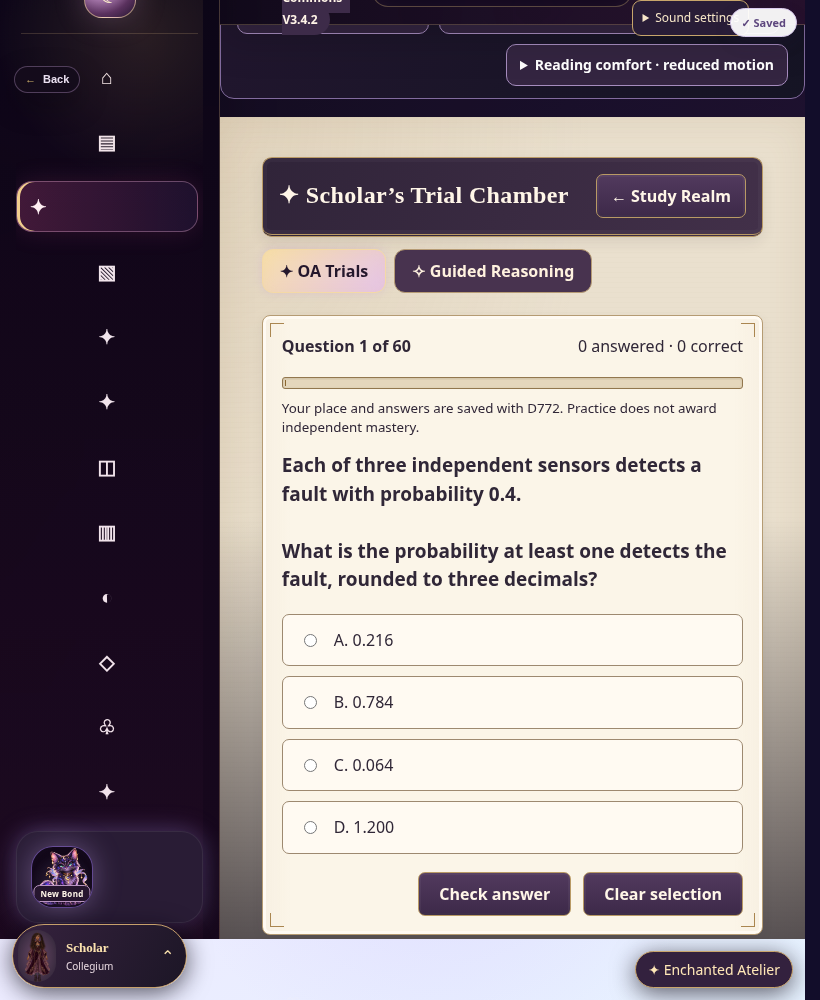 Commons
V3.4.2
Sound settings
✓ Saved
← Back
Reading comfort · reduced motion
✦ Scholar’s Trial Chamber
← Study Realm
✦ OA Trials
✧ Guided Reasoning
Question 1 of 60
0 answered · 0 correct
Your place and answers are saved with D772. Practice does not award
independent mastery.
Each of three independent sensors detects a
fault with probability 0.4.
What is the probability at least one detects the
fault, rounded to three decimals?
A. 0.216
B. 0.784
C. 0.064
D. 1.200
Check answer
Clear selection
New Bond
Scholar
Collegium
✦ Enchanted Atelier